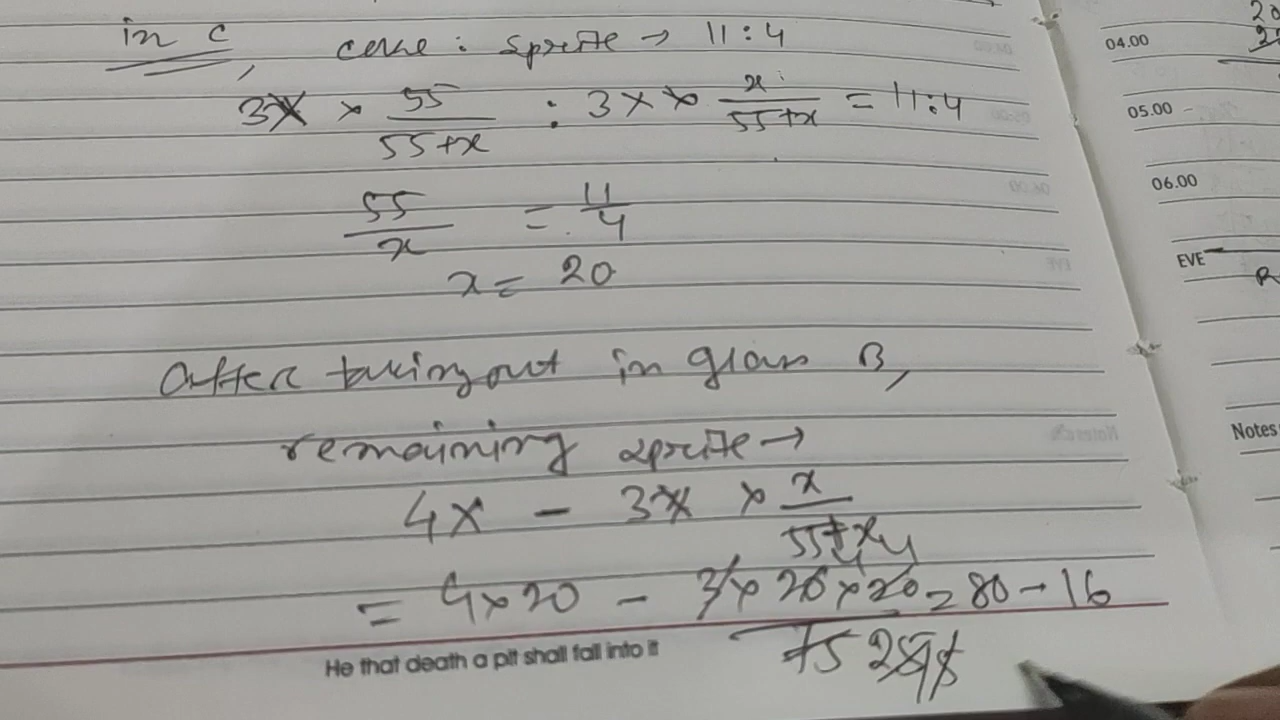 in C, coke : sprite → 11:4
3x × 55/55+x : 3x × x/55+x = 11:4
55/x = 11/4
x = 20
After taking out in glass B,
remaining sprite →
4x - 3x × x/55+x
= 4×20 - 3×20×20/75 = 80-16
He that death a pit shall fall into it
04.00
05.00
06.00
EVE
Notes